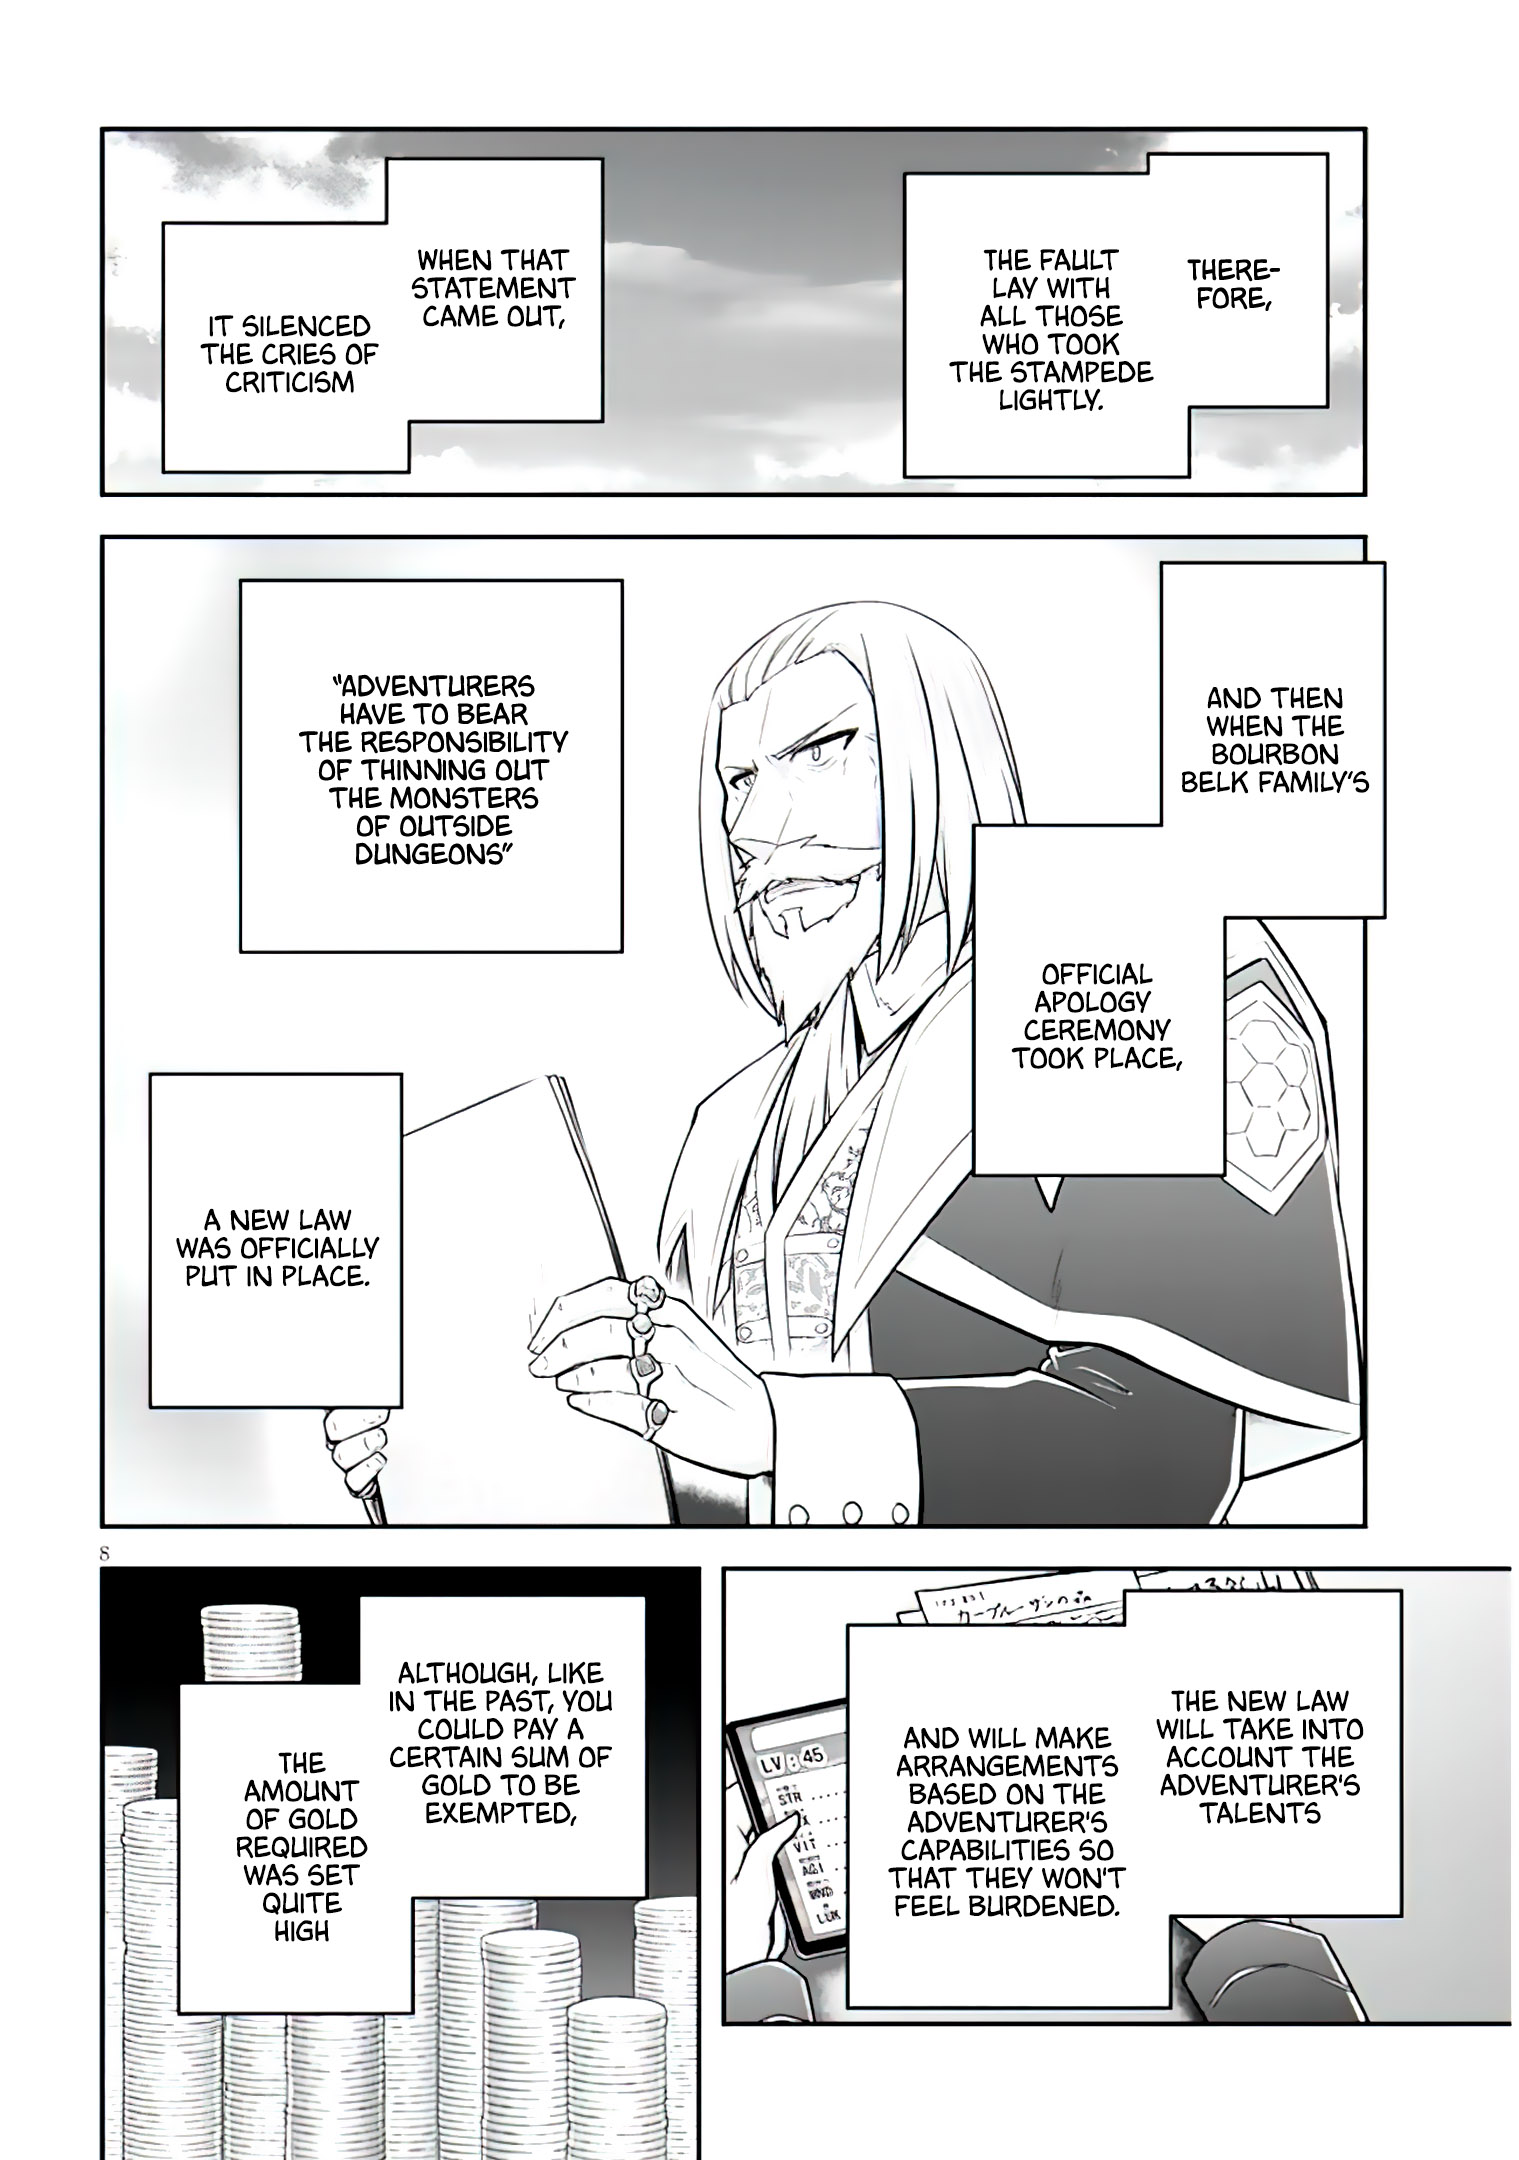 THERE-
FORE,
THE FAULT
LAY WITH
ALL THOSE
WHO TOOK
THE STAMPEDE
LIGHTLY.
WHEN THAT
STATEMENT
CAME OUT,
IT SILENCED
THE CRIES OF
CRITICISM
AND THEN
WHEN THE
BOURBON
BELK FAMILY'S
OFFICIAL
APOLOGY
CEREMONY
TOOK PLACE,
"ADVENTURERS
HAVE TO BEAR
THE RESPONSIBILITY
OF THINNING OUT
THE MONSTERS
OF OUTSIDE
DUNGEONS"
A NEW LAW
WAS OFFICIALLY
PUT IN PLACE.
8
THE NEW LAW
WILL TAKE INTO
ACCOUNT THE
ADVENTURER'S
TALENTS
AND WILL MAKE
ARRANGEMENTS
BASED ON THE
ADVENTURER'S
CAPABILITIES SO
THAT THEY WON'T
FEEL BURDENED.
LV : 45
STR
VIT
AGI
LUK
ALTHOUGH, LIKE
IN THE PAST, YOU
COULD PAY A
CERTAIN SUM OF
GOLD TO BE
EXEMPTED,
THE
AMOUNT
OF GOLD
REQUIRED
WAS SET
QUITE
HIGH